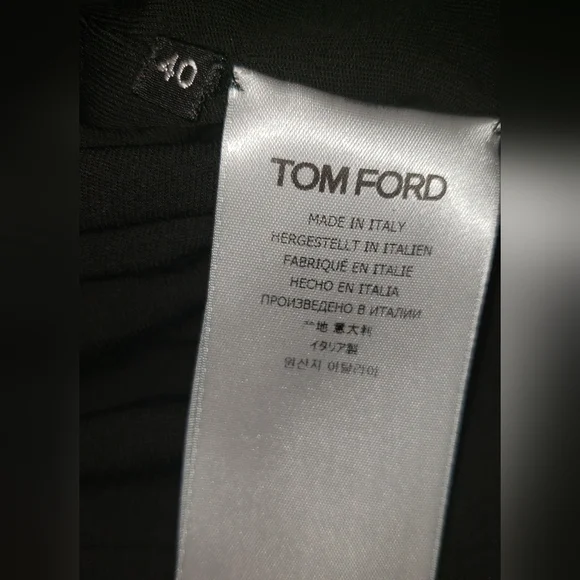 40
TOM FORD
MADE IN ITALY
HERGESTELLT IN ITALIEN
FABRIQUÉ EN ITALIE
HECHO EN ITALIA
ПРОИЗВЕДЕНО В ИТАЛИИ
地 意大利
イタリア製
원산지 이탈리아